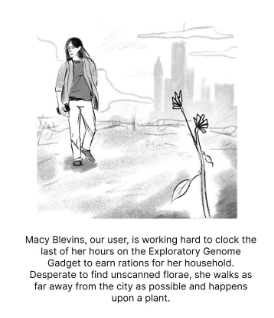 Macy Blevins, our user, is working hard to clock the
last of her hours on the Exploratory Genome
Gadget to earn rations for her household.
Desperate to find unscanned florae, she walks as
far away from the city as possible and happens
upon a plant.